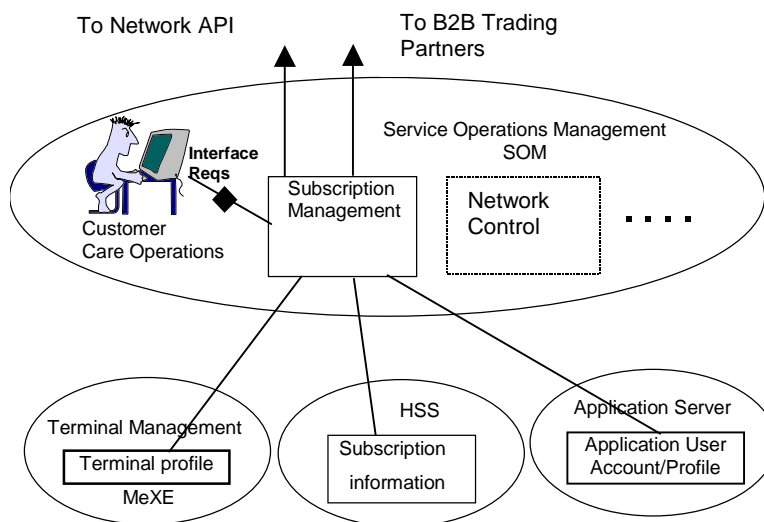 To Network API
To B2B Trading
Partners
Service Operations Management
SOM
Interface
Reqs
Subscription
Management
Network
Control
Customer
Care Operations
Terminal Management
Terminal profile
MeXE
HSS
Subscription
information
Application Server
Application User
Account/Profile